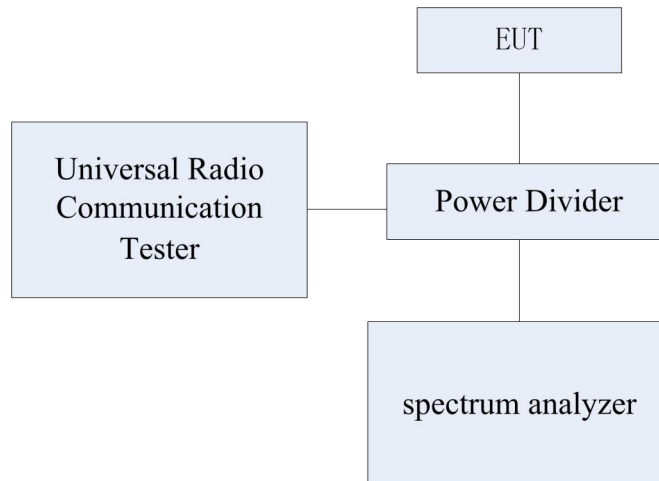 EUT
Universal Radio
Communication
Tester
Power Divider
spectrum analyzer